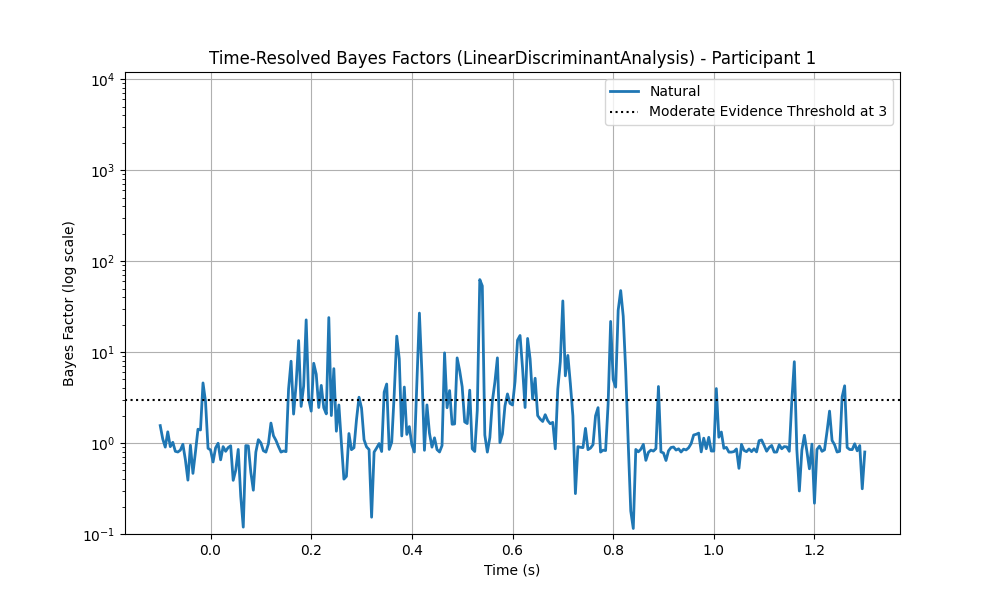 Time-Resolved Bayes Factors (LinearDiscriminantAnalysis) - Participant 1
Natural
Moderate Evidence Threshold at 3
Bayes Factor (log scale)
10⁴
10³
10²
10¹
10⁰
10⁻¹
0.0 0.2 0.4 0.6 0.8 1.0 1.2
Time (s)